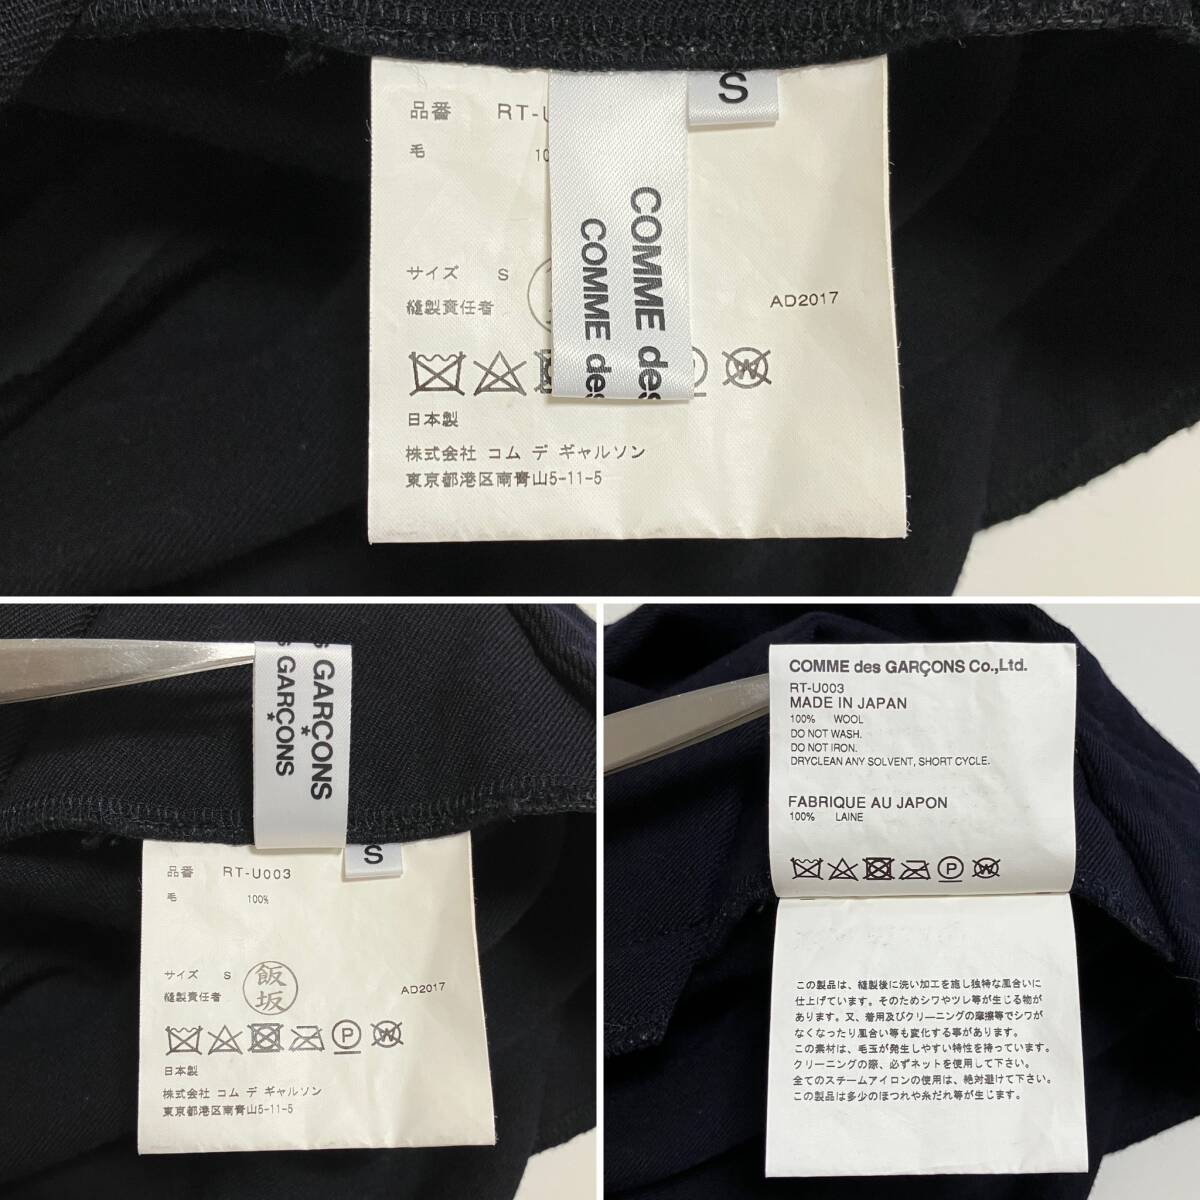 S
品番 RT-U
毛 10
COMME des
COMME des
サイズ S
縫製責任者
AD2017
日本製
株式会社 コム デ ギャルソン
東京都港区南青山5-11-5
S GARÇONS
S GARÇONS
S
品番 RT-U003
毛 100%
サイズ S
縫製責任者
飯坂
AD2017
P
W
日本製
株式会社 コム デ ギャルソン
東京都港区南青山5-11-5
COMME des GARÇONS Co.,Ltd.
RT-U003
MADE IN JAPAN
100% WOOL
DO NOT WASH.
DO NOT IRON.
DRYCLEAN ANY SOLVENT, SHORT CYCLE.
FABRIQUE AU JAPON
100% LAINE
P
W
この製品は、縫製後に洗い加工を施し独特な風合いに
仕上げています。そのためシワやツレ等が生じる物が
あります。又、着用及びクリーニングの摩擦等でシワが
なくなったり風合い等も変化する事があります。
この素材は、毛玉が発生しやすい特性を持っています。
クリーニングの際、必ずネットを使用して下さい。
全てのスチームアイロンの使用は、絶対避けて下さい。
この製品は多少のほつれや糸だれ等が生じます。